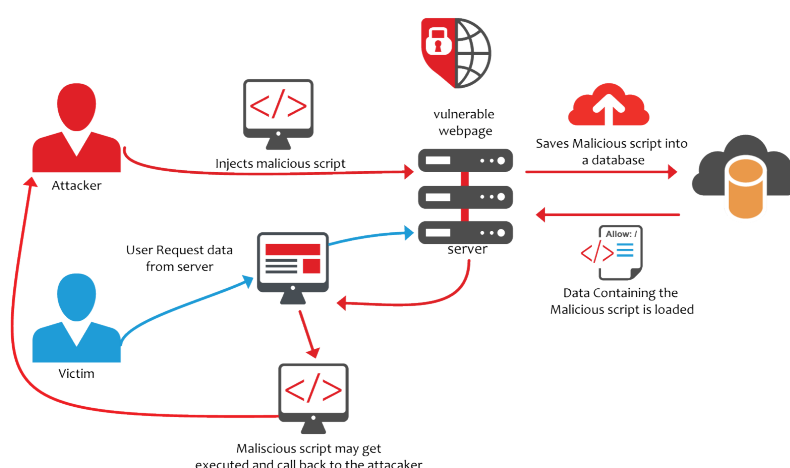 vulnerable
webpage
</>
Injects malicious script
Saves Malicious script into
a database
Attacker
server
User Request data
from server
Allow: /
</>
Data Containing the
Malicious script is loaded
Victim
</>
Maliscious script may get
executed and call back to the attacaker